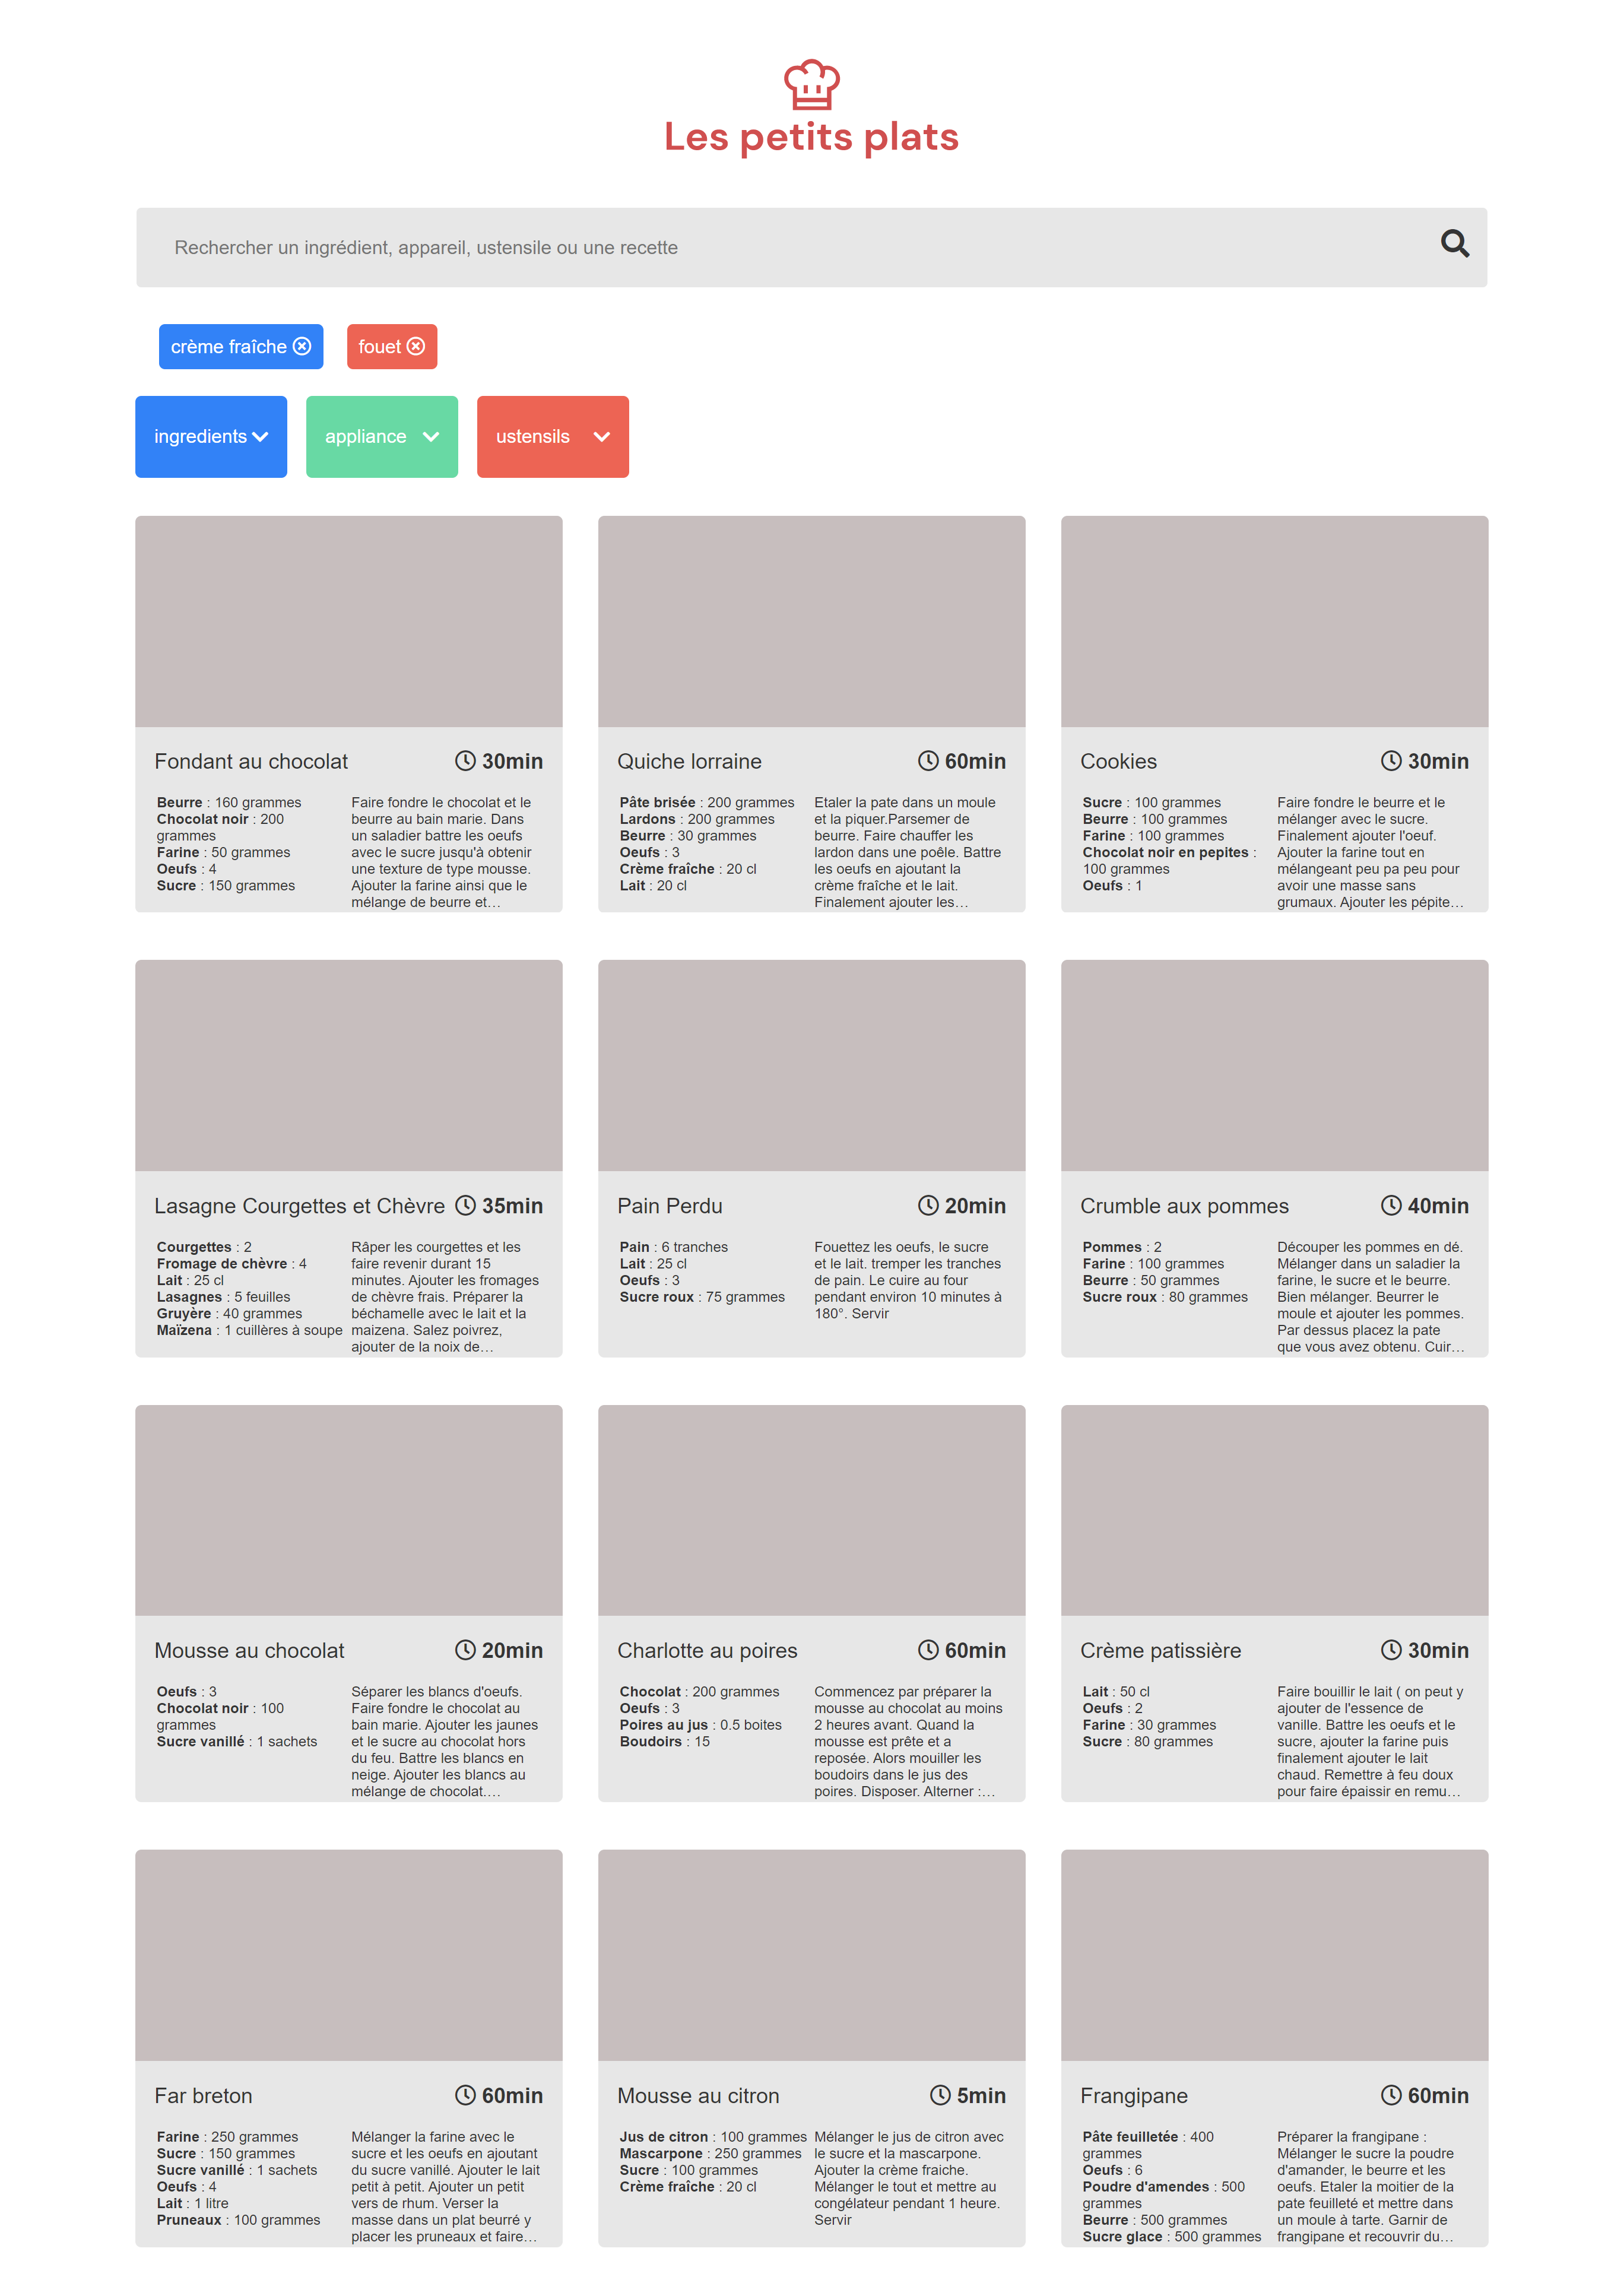 Les petits plats
Rechercher un ingrédient, appareil, ustensile ou une recette
crème fraîche
fouet
ingredients
appliance
ustensils
Fondant au chocolat
30min
Beurre : 160 grammes
Chocolat noir : 200
grammes
Farine : 50 grammes
Oeufs : 4
Sucre : 150 grammes
Faire fondre le chocolat et le
beurre au bain marie. Dans
un saladier battre les oeufs
avec le sucre jusqu'à obtenir
une texture de type mousse.
Ajouter la farine ainsi que le
mélange de beurre et…
Quiche lorraine
60min
Pâte brisée : 200 grammes
Lardons : 200 grammes
Beurre : 30 grammes
Oeufs : 3
Crème fraîche : 20 cl
Lait : 20 cl
Etaler la pate dans un moule
et la piquer.Parsemer de
beurre. Faire chauffer les
lardon dans une poêle. Battre
les oeufs en ajoutant la
crème fraîche et le lait.
Finalement ajouter les…
Cookies
30min
Sucre : 100 grammes
Beurre : 100 grammes
Farine : 100 grammes
Chocolat noir en pepites :
100 grammes
Oeufs : 1
Faire fondre le beurre et le
mélanger avec le sucre.
Finalement ajouter l'oeuf.
Ajouter la farine tout en
mélangeant peu pa peu pour
avoir une masse sans
grumaux. Ajouter les pépite…
Lasagne Courgettes et Chèvre
35min
Courgettes : 2
Fromage de chèvre : 4
Lait : 25 cl
Lasagnes : 5 feuilles
Gruyère : 40 grammes
Maïzena : 1 cuillères à soupe
Râper les courgettes et les
faire revenir durant 15
minutes. Ajouter les fromages
de chèvre frais. Préparer la
béchamelle avec le lait et la
maizena. Salez poivrez,
ajouter de la noix de…
Pain Perdu
20min
Pain : 6 tranches
Lait : 25 cl
Oeufs : 3
Sucre roux : 75 grammes
Fouettez les oeufs, le sucre
et le lait. tremper les tranches
de pain. Le cuire au four
pendant environ 10 minutes à
180°. Servir
Crumble aux pommes
40min
Pommes : 2
Farine : 100 grammes
Beurre : 50 grammes
Sucre roux : 80 grammes
Découper les pommes en dé.
Mélanger dans un saladier la
farine, le sucre et le beurre.
Bien mélanger. Beurrer le
moule et ajouter les pommes.
Par dessus placez la pate
que vous avez obtenu. Cuir…
Mousse au chocolat
20min
Oeufs : 3
Chocolat noir : 100
grammes
Sucre vanillé : 1 sachets
Séparer les blancs d'oeufs.
Faire fondre le chocolat au
bain marie. Ajouter les jaunes
et le sucre au chocolat hors
du feu. Battre les blancs en
neige. Ajouter les blancs au
mélange de chocolat.…
Charlotte au poires
60min
Chocolat : 200 grammes
Oeufs : 3
Poires au jus : 0.5 boites
Boudoirs : 15
Commencez par préparer la
mousse au chocolat au moins
2 heures avant. Quand la
mousse est prête et a
reposée. Alors mouiller les
boudoirs dans le jus des
poires. Disposer. Alterner :…
Crème patissière
30min
Lait : 50 cl
Oeufs : 2
Farine : 30 grammes
Sucre : 80 grammes
Faire bouillir le lait ( on peut y
ajouter de l'essence de
vanille. Battre les oeufs et le
sucre, ajouter la farine puis
finalement ajouter le lait
chaud. Remettre à feu doux
pour faire épaissir en remu…
Far breton
60min
Farine : 250 grammes
Sucre : 150 grammes
Sucre vanillé : 1 sachets
Oeufs : 4
Lait : 1 litre
Pruneaux : 100 grammes
Mélanger la farine avec le
sucre et les oeufs en ajoutant
du sucre vanillé. Ajouter le lait
petit à petit. Ajouter un petit
vers de rhum. Verser la
masse dans un plat beurré y
placer les pruneaux et faire…
Mousse au citron
5min
Jus de citron : 100 grammes
Mascarpone : 250 grammes
Sucre : 100 grammes
Crème fraîche : 20 cl
Mélanger le jus de citron avec
le sucre et la mascarpone.
Ajouter la crème fraiche.
Mélanger le tout et mettre au
congélateur pendant 1 heure.
Servir
Frangipane
60min
Pâte feuilletée : 400
grammes
Oeufs : 6
Poudre d'amendes : 500
grammes
Beurre : 500 grammes
Sucre glace : 500 grammes
Préparer la frangipane :
Mélanger le sucre la poudre
d'amander, le beurre et les
oeufs. Etaler la moitier de la
pate feuilleté et mettre dans
un moule à tarte. Garnir de
frangipane et recouvrir du…